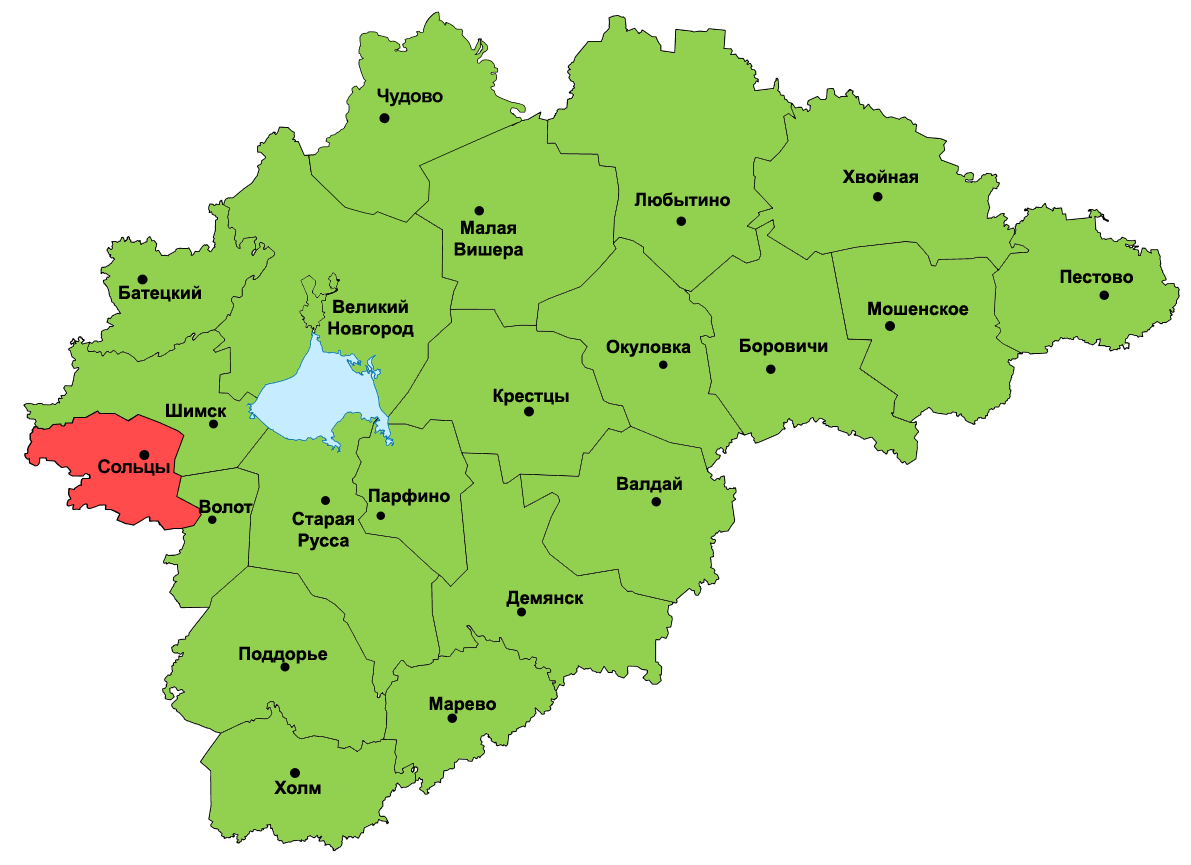 Чудово
Хвойная
Любытино
Малая
Вишера
Пестово
Батецкий
Великий
Новгород
Мошенское
Окуловка
Боровичи
Крестцы
Шимск
Сольцы
Валдай
Парфино
Волот
Старая
Русса
Демянск
Поддорье
Марево
Холм